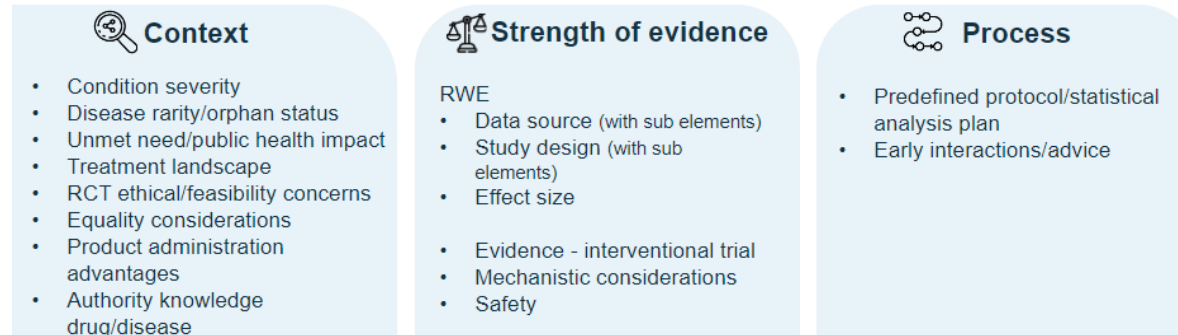 Context
• Condition severity
• Disease rarity/orphan status
• Unmet need/public health impact
• Treatment landscape
• RCT ethical/feasibility concerns
• Equality considerations
• Product administration
advantages
• Authority knowledge
drug/disease
Strength of evidence
RWE
• Data source (with sub elements)
• Study design (with sub
elements)
• Effect size
• Evidence - interventional trial
• Mechanistic considerations
• Safety
Process
• Predefined protocol/statistical
analysis plan
• Early interactions/advice